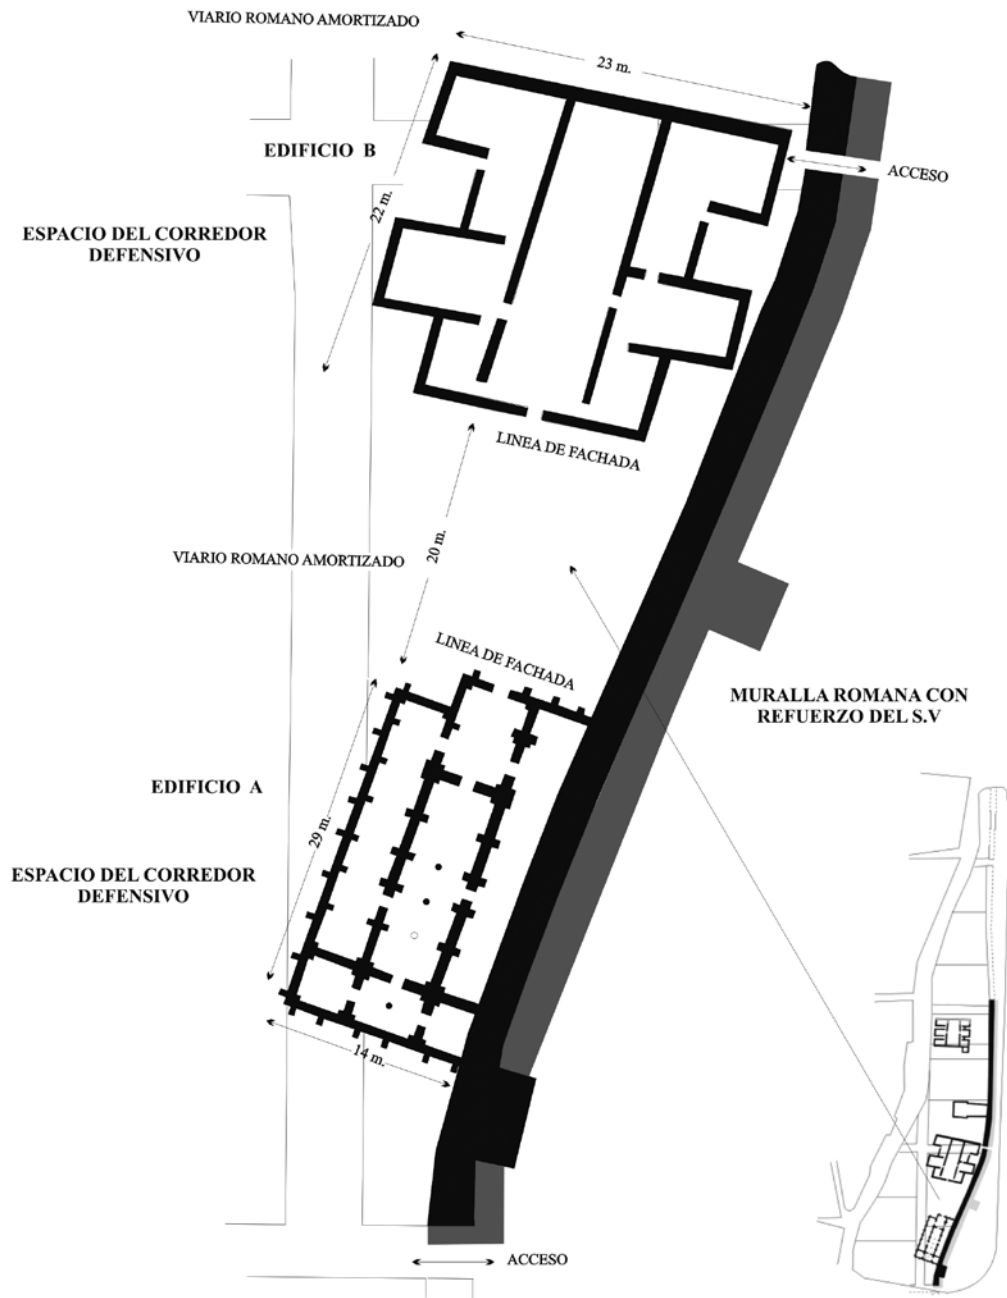 VIARIO ROMANO AMORTIZADO
23 m.
EDIFICIO B
ACCESO
22 m.
ESPACIO DEL CORREDOR
DEFENSIVO
LINEA DE FACHADA
20 m.
VIARIO ROMANO AMORTIZADO
LINEA DE FACHADA
MURALLA ROMANA CON
REFUERZO DEL S.V
EDIFICIO A
29 m.
ESPACIO DEL CORREDOR
DEFENSIVO
14 m.
ACCESO